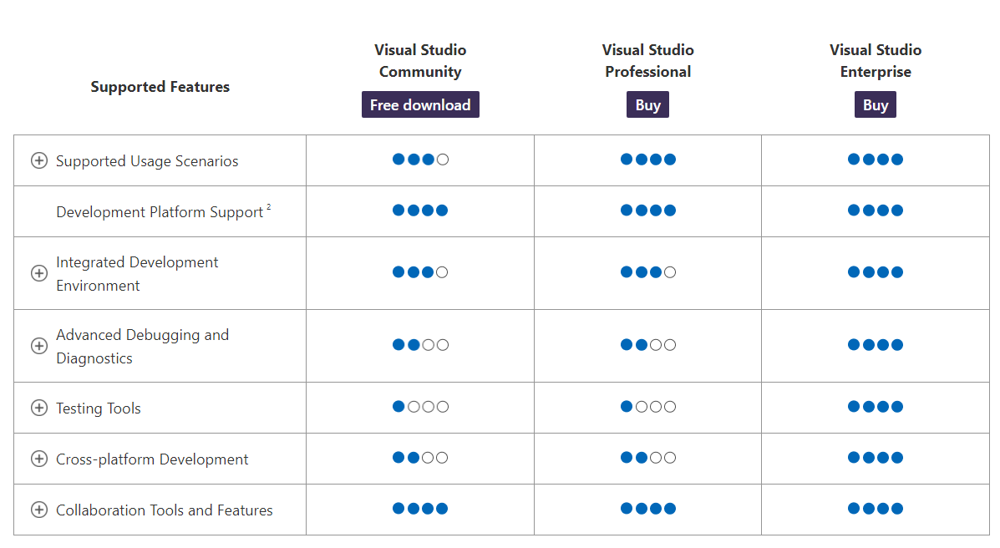 Supported Features
Visual Studio
Community
Free download
Visual Studio
Professional
Buy
Visual Studio
Enterprise
Buy
Supported Usage Scenarios
Development Platform Support 2
Integrated Development
Environment
Advanced Debugging and
Diagnostics
Testing Tools
Cross-platform Development
Collaboration Tools and Features